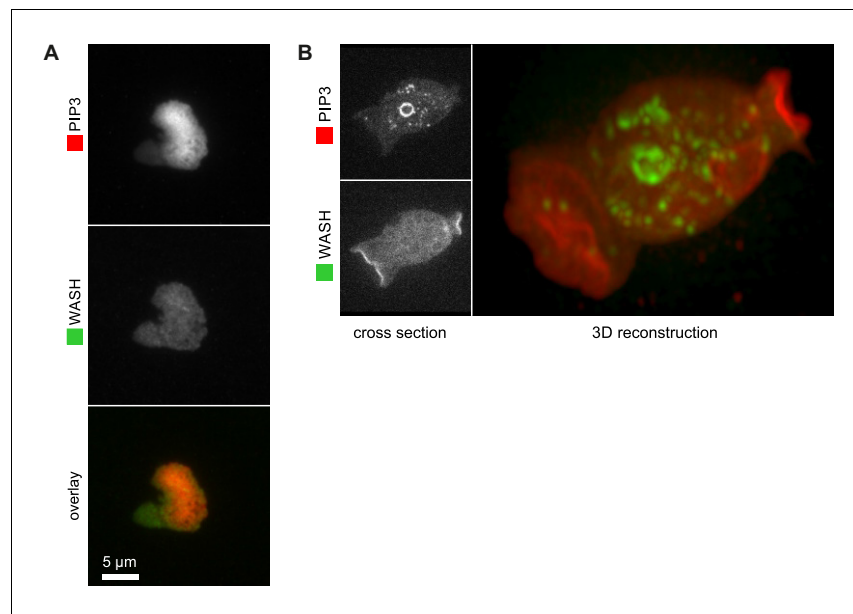 A
B
PIP3
WASH
overlay
5 µm
PIP3
WASH
cross section
3D reconstruction